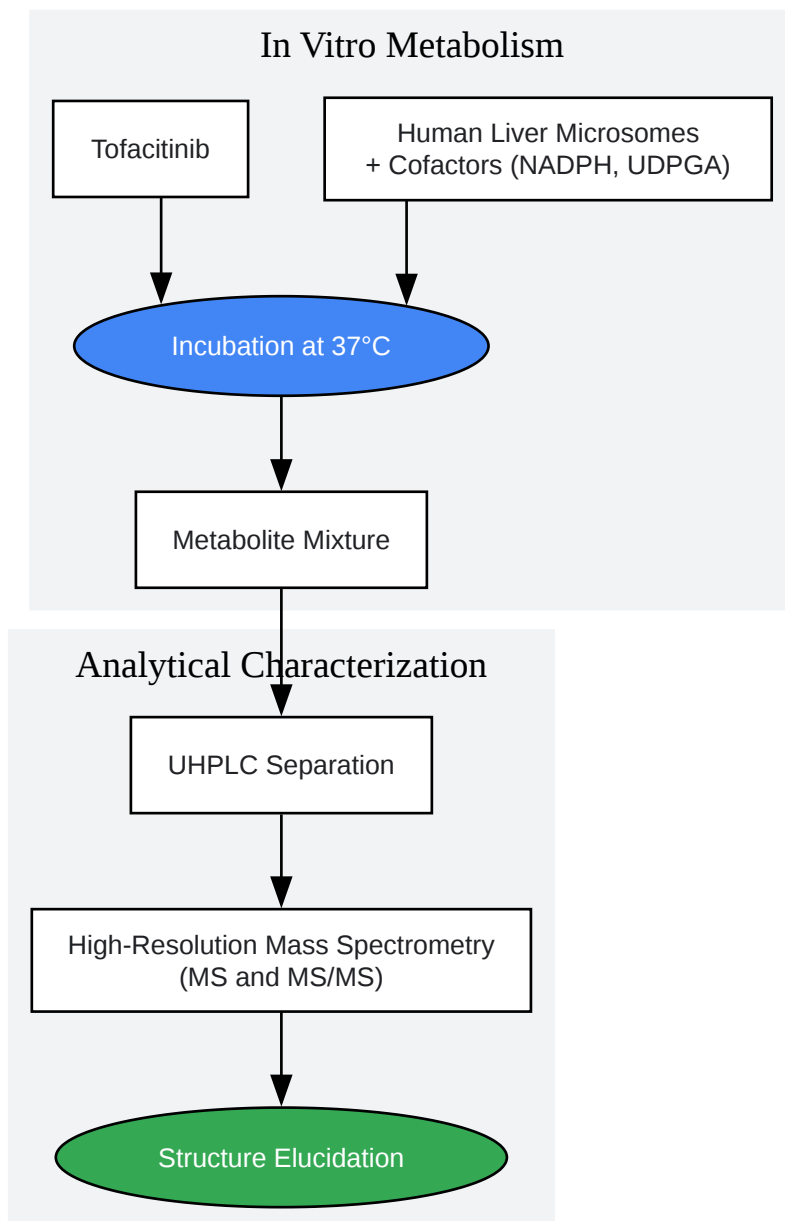 In Vitro Metabolism
Tofacitinib
Human Liver Microsomes
+ Cofactors (NADPH, UDPGA)
Incubation at 37°C
Metabolite Mixture
Analytical Characterization
UHPLC Separation
High-Resolution Mass Spectrometry
(MS and MS/MS)
Structure Elucidation